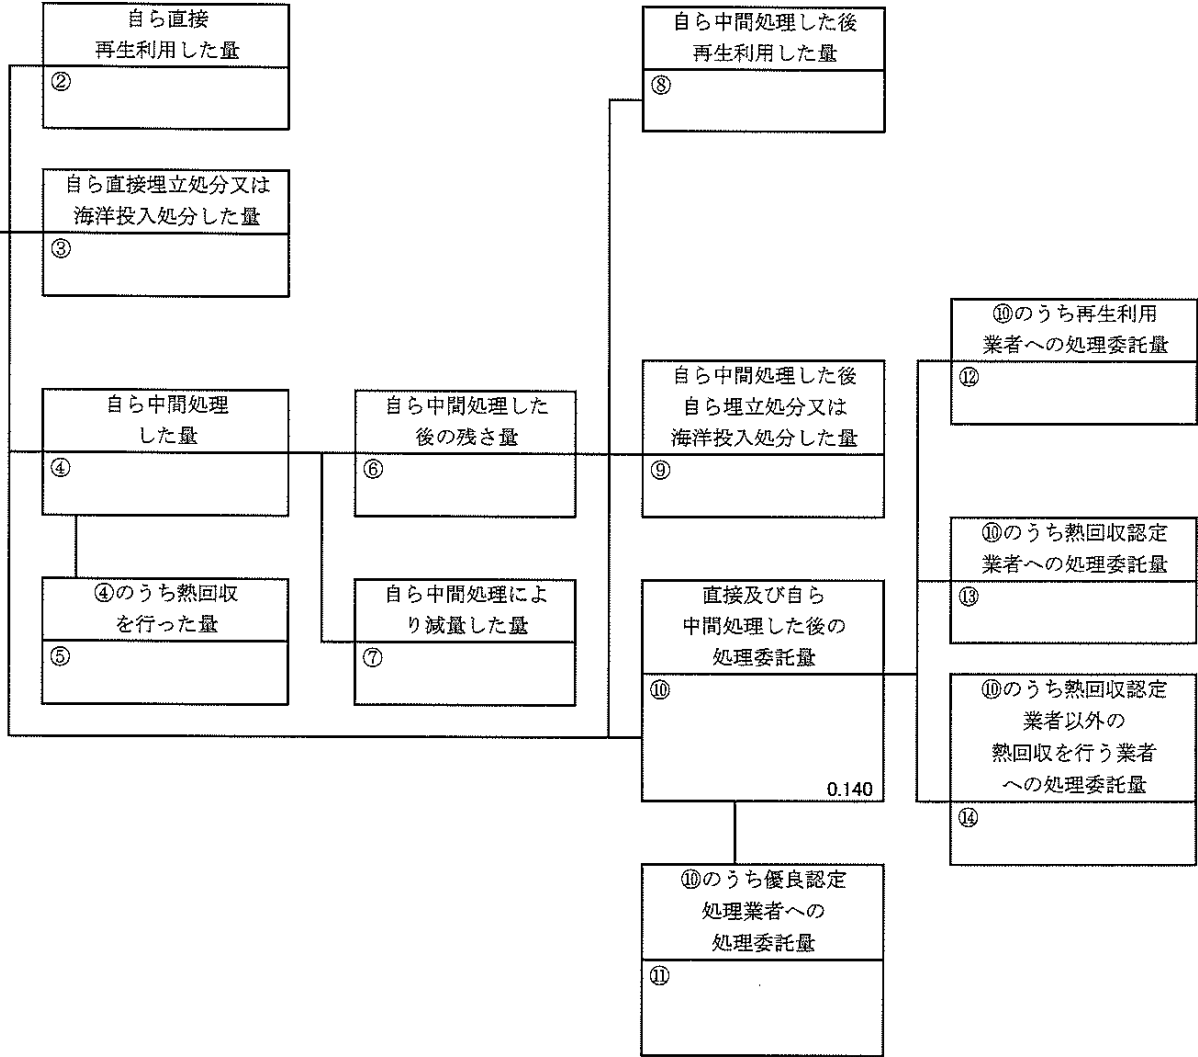 自ら直接
再生利用した量
②
自ら直接埋立処分又は
海洋投入処分した量
③
自ら中間処理
した量
④
④のうち熱回収
を行った量
⑤
自ら中間処理した
後の残さ量
⑥
自ら中間処理によ
り減量した量
⑦
自ら中間処理した後
再生利用した量
⑧
自ら中間処理した後
自ら埋立処分又は
海洋投入処分した量
⑨
直接及び自ら
中間処理した後の
処理委託量
⑩
0.140
⑩のうち優良認定
処理業者への
処理委託量
⑪
⑩のうち再生利用
業者への処理委託量
⑫
⑩のうち熱回収認定
業者への処理委託量
⑬
⑩のうち熱回収認定
業者以外の
熱回収を行う業者
への処理委託量
⑭